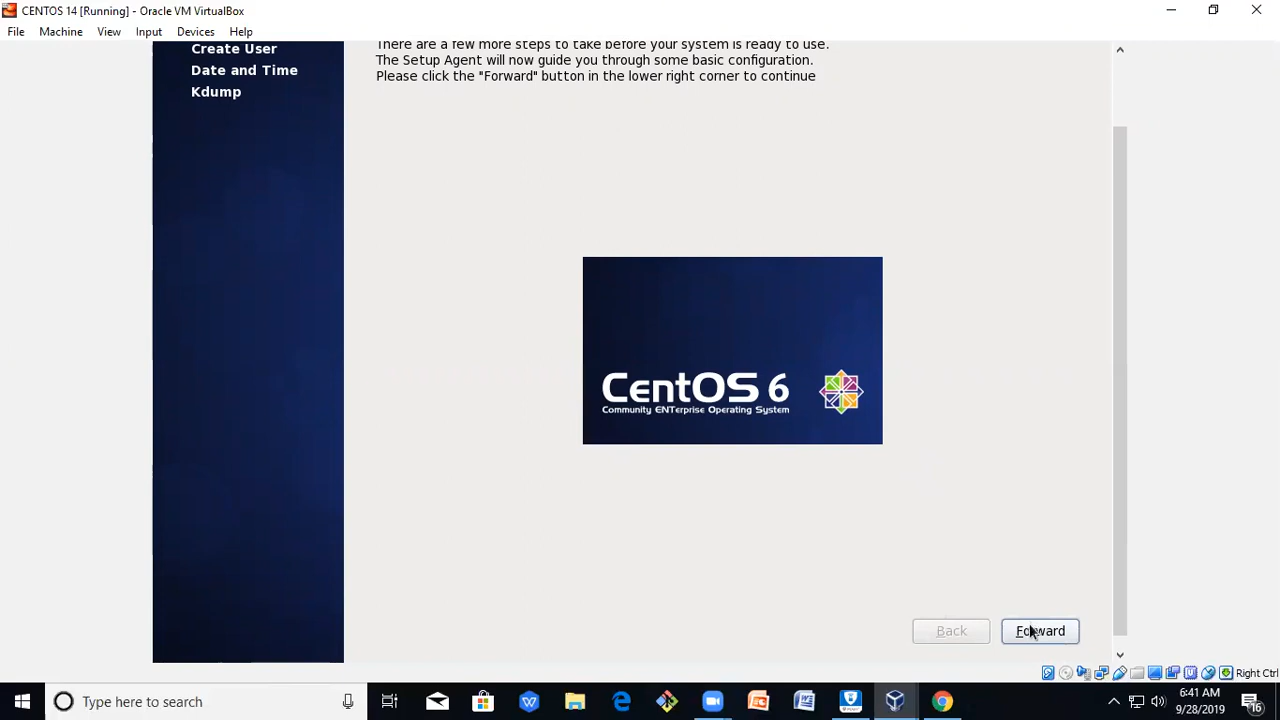 CENTOS 14 [Running] - Oracle VM VirtualBox
File Machine View Input Devices Help
Create User
Date and Time
Kdump
There are a few more steps to take before your system is ready to use.
The Setup Agent will now guide you through some basic configuration.
Please click the "Forward" button in the lower right corner to continue
CentOS 6
Community ENTerprise Operating System
Back
Forward
Right Ctrl
Type here to search
6:41 AM
9/28/2019
16